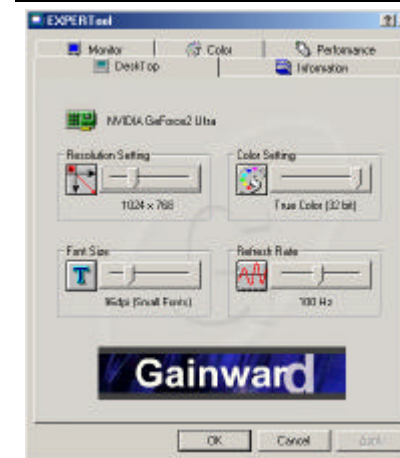 EXPERTool
Monitor Color Performance
DeskTop Information
NVIDIA GeForce2 Ultra
Resolution Setting Color Setting
1024 x 768 True Color (32 bit)
Font Size Refresh Rate
T
96dpi (Small Fonts) 100 Hz
Gainward
OK Cancel Apply